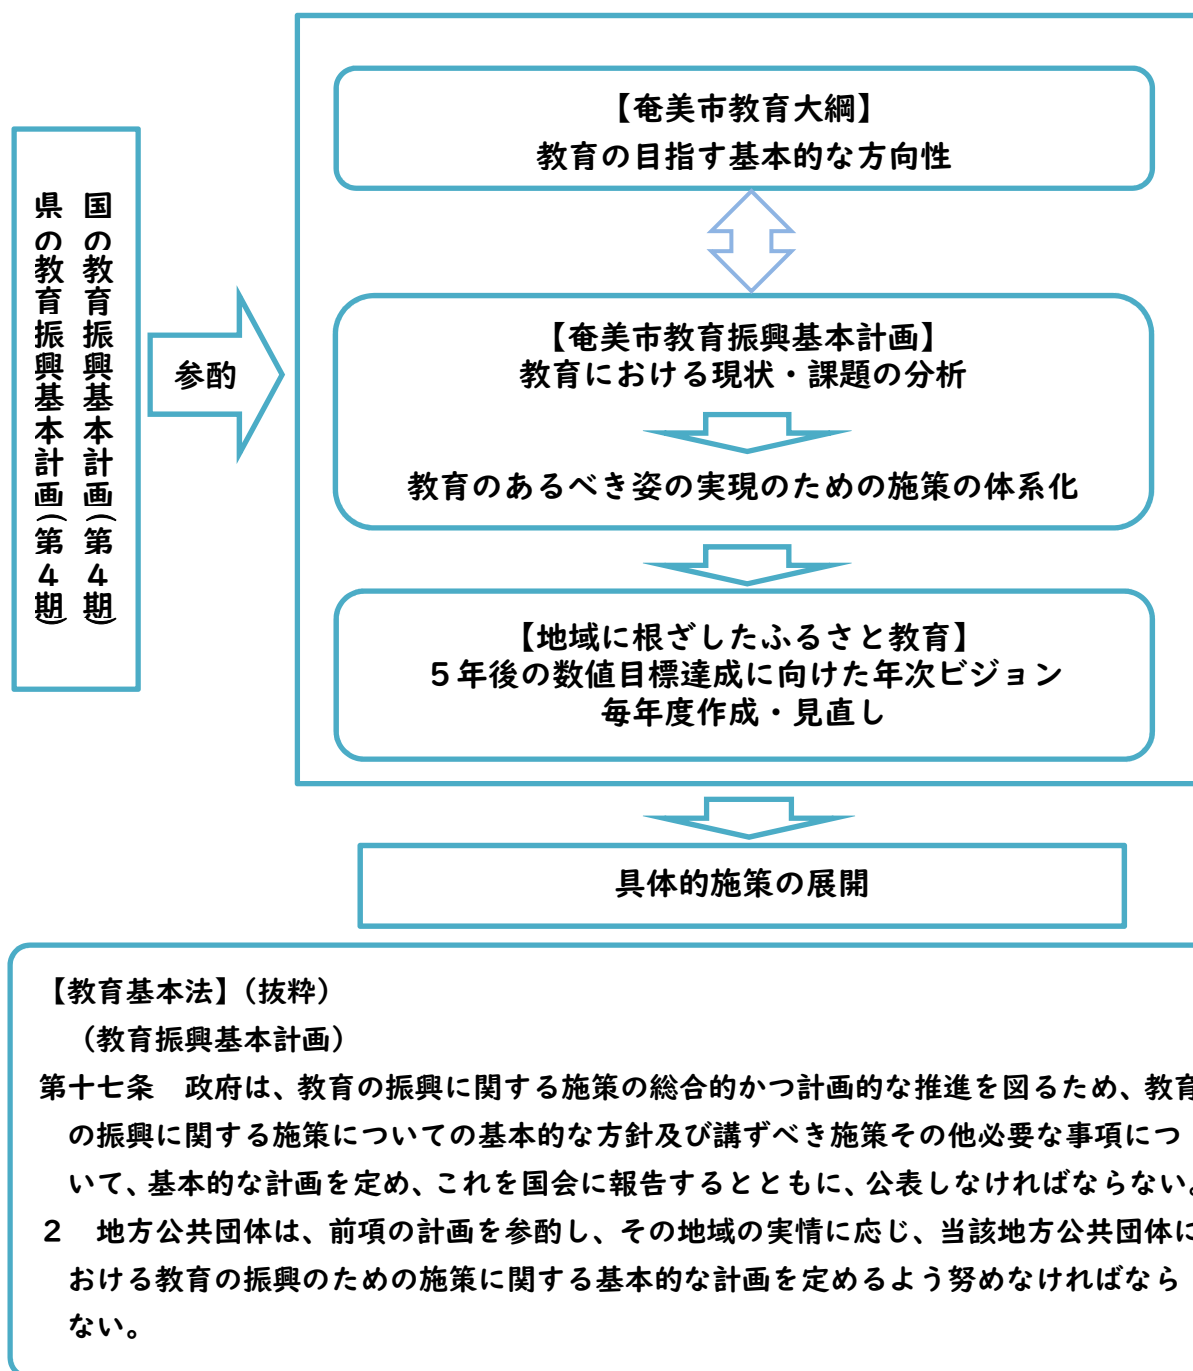 国の教育振興基本計画（第４期）
県の教育振興基本計画（第４期）
参酌
【奄美市教育大綱】
教育の目指す基本的な方向性
【奄美市教育振興基本計画】
教育における現状・課題の分析
教育のあるべき姿の実現のための施策の体系化
【地域に根ざしたふるさと教育】
５年後の数値目標達成に向けた年次ビジョン
毎年度作成・見直し
具体的施策の展開
【教育基本法】（抜粋）
（教育振興基本計画）
第十七条　政府は、教育の振興に関する施策の総合的かつ計画的な推進を図るため、教育
の振興に関する施策についての基本的な方針及び講ずべき施策その他必要な事項につ
いて、基本的な計画を定め、これを国会に報告するとともに、公表しなければならない。
２　地方公共団体は、前項の計画を参酌し、その地域の実情に応じ、当該地方公共団体に
おける教育の振興のための施策に関する基本的な計画を定めるよう努めなければなら
ない。